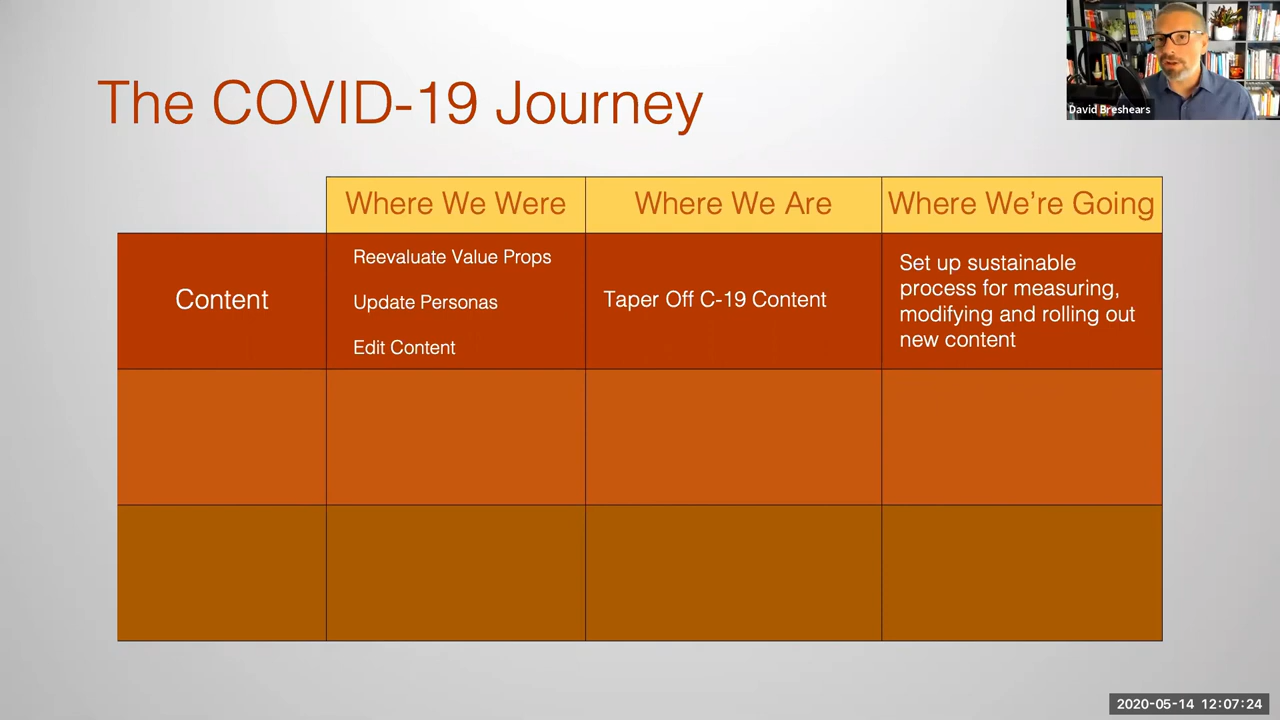 The COVID-19 Journey
David Breshears
Where We Were
Where We Are
Where We're Going
Content
Reevaluate Value Props
Update Personas
Edit Content
Taper Off C-19 Content
Set up sustainable
process for measuring,
modifying and rolling out
new content
2020-05-14 12:07:24